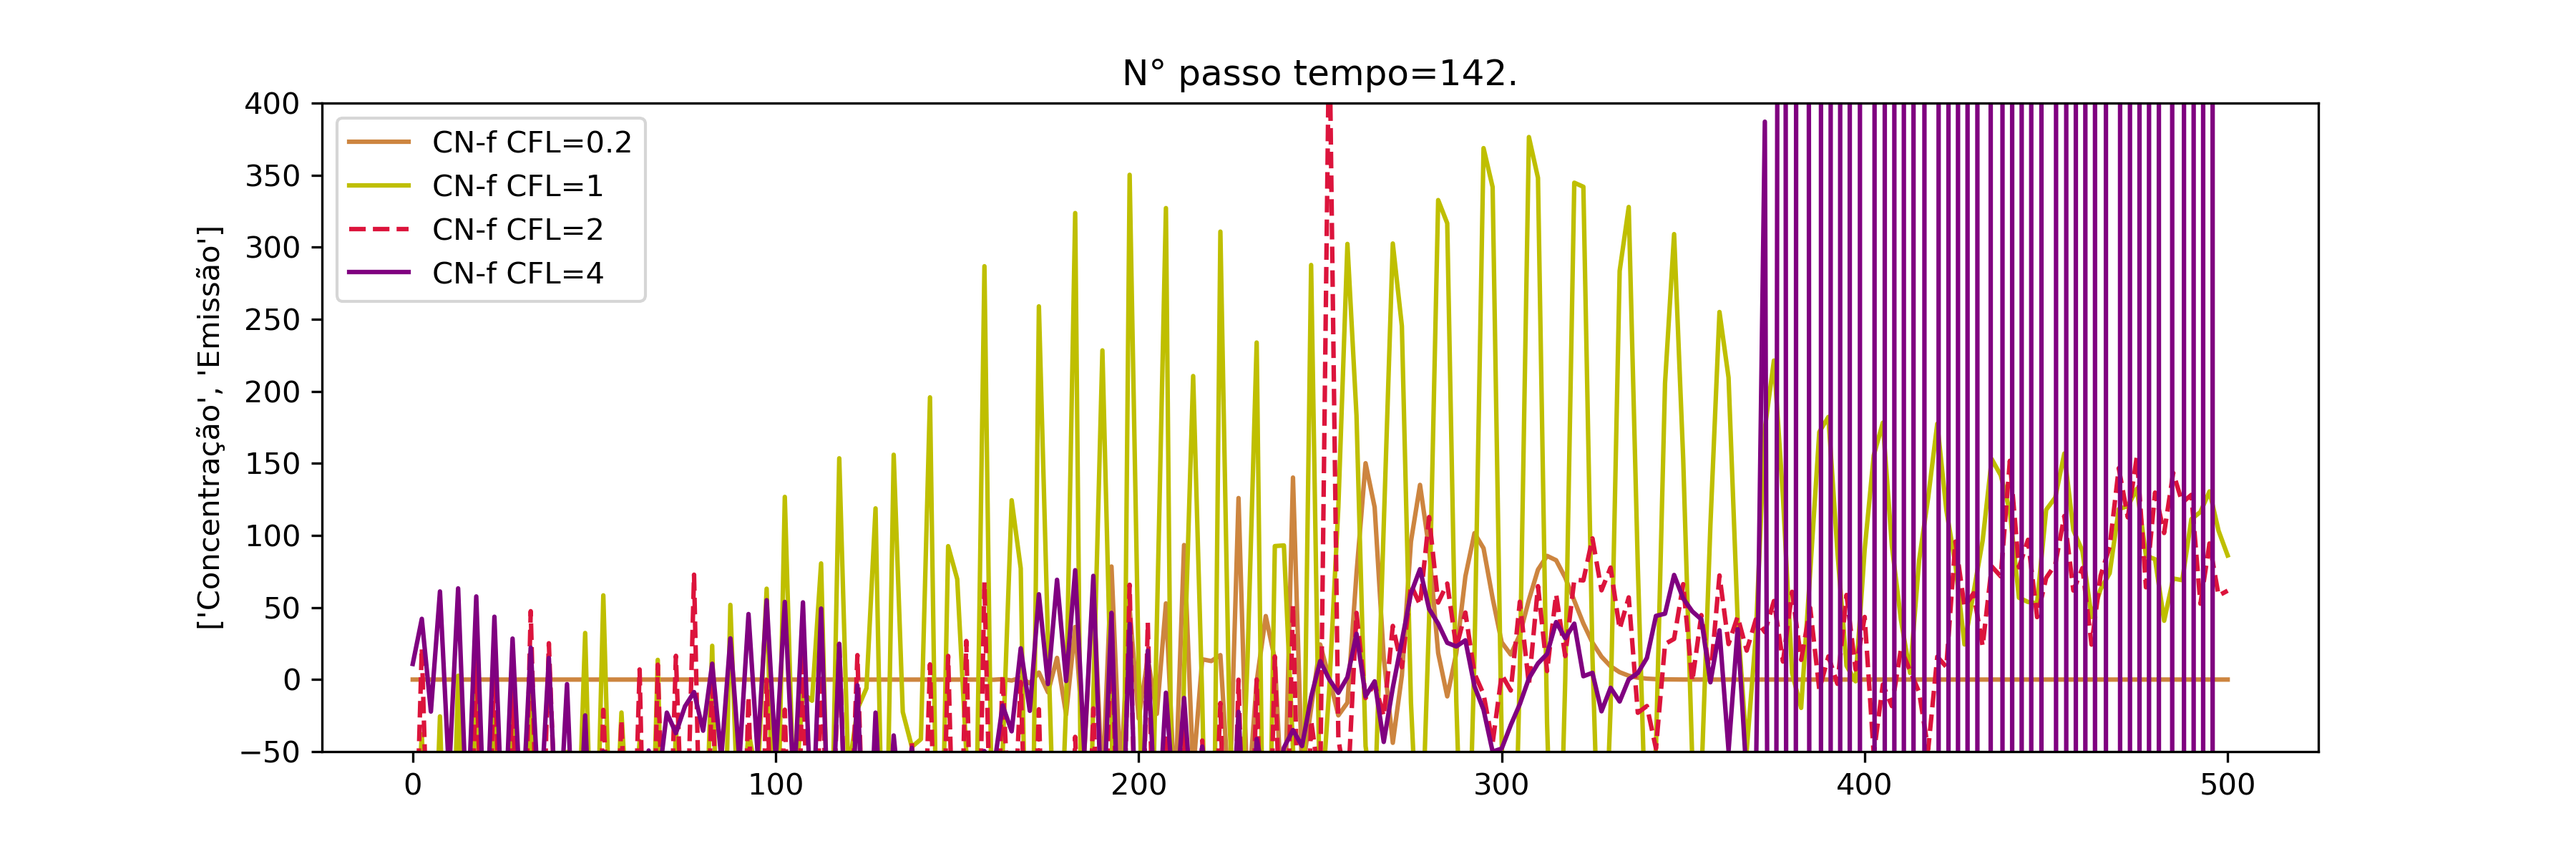 N° passo tempo=142.
['Concentração', 'Emissão']
400
350
300
250
200
150
100
50
0
−50
CN-f CFL=0.2
CN-f CFL=1
CN-f CFL=2
CN-f CFL=4
0 100 200 300 400 500